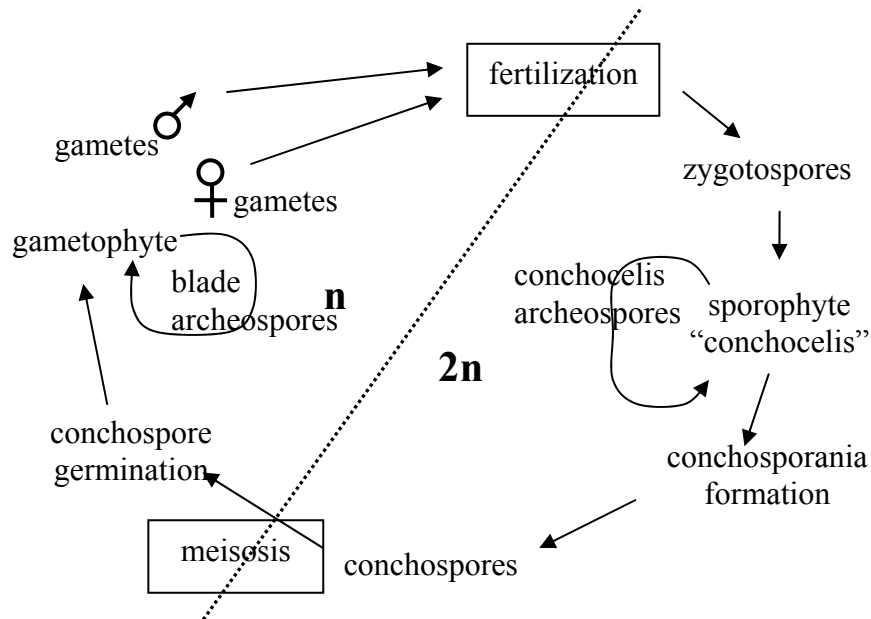 fertilization
gametes
zygotospores
gametes
gametophyte
blade
archeospores
n
conchocelis
archeospores
sporophyte
“conchocelis”
2n
conchospore
germination
conchosporania
formation
meisosis
conchospores